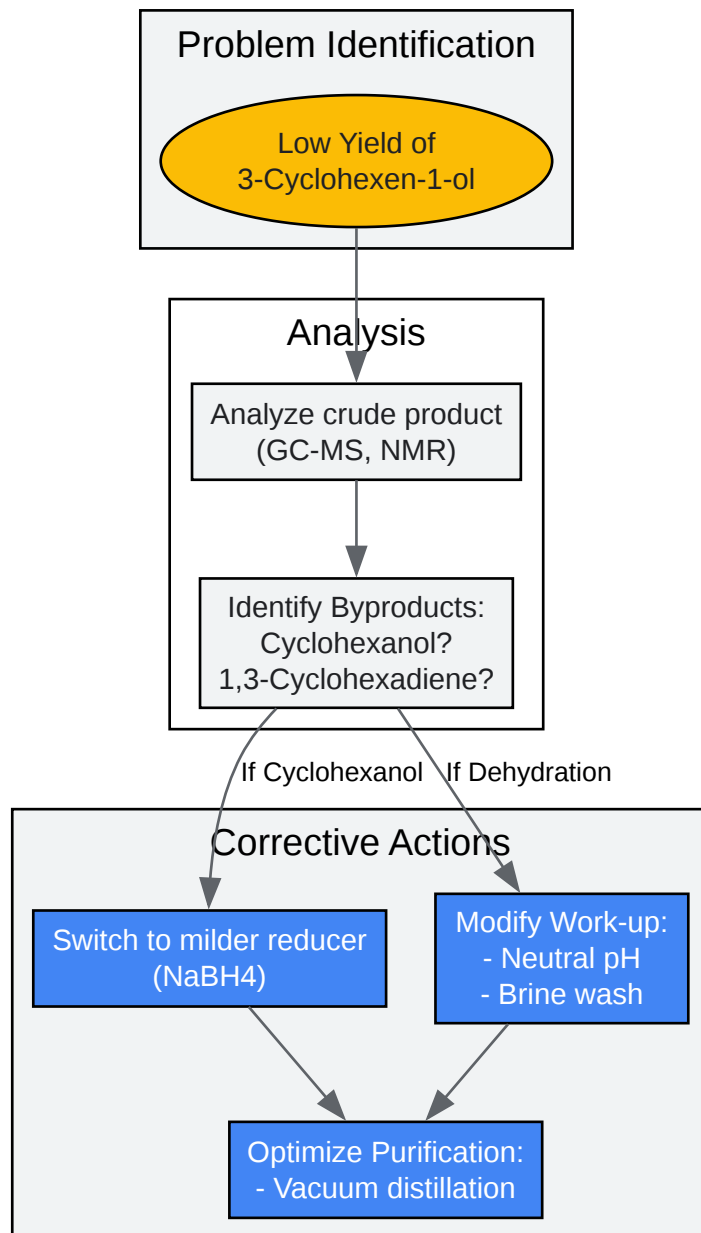 Problem Identification
Low Yield of
3-Cyclohexen-1-ol
Analysis
Analyze crude product
(GC-MS, NMR)
Identify Byproducts:
Cyclohexanol?
1,3-Cyclohexadiene?
If Cyclohexanol
If Dehydration
Corrective Actions
Switch to milder reducer
(NaBH4)
Modify Work-up:
- Neutral pH
- Brine wash
Optimize Purification:
- Vacuum distillation